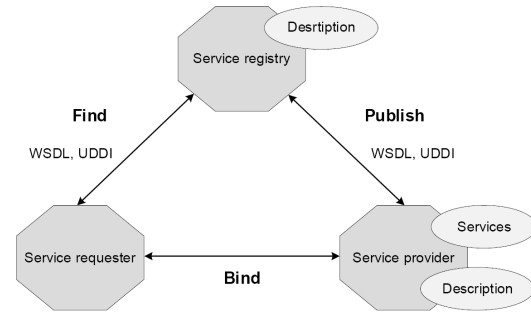 Desrtiption
Service registry
Find
Publish
WSDL, UDDI
WSDL, UDDI
Services
Service requester
Service provider
Bind
Description